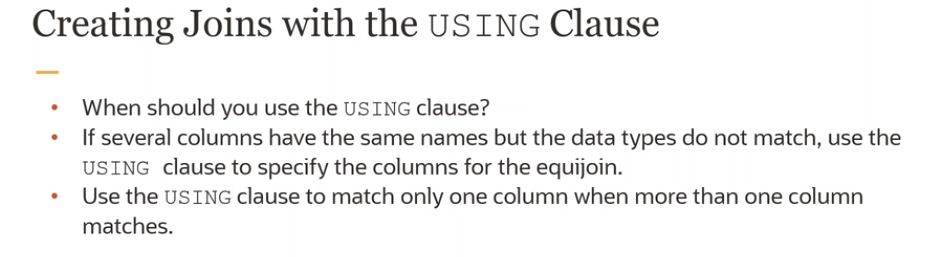 Creating Joins with the USING Clause
• When should you use the USING clause?
• If several columns have the same names but the data types do not match, use the
USING clause to specify the columns for the equijoin.
• Use the USING clause to match only one column when more than one column
matches.